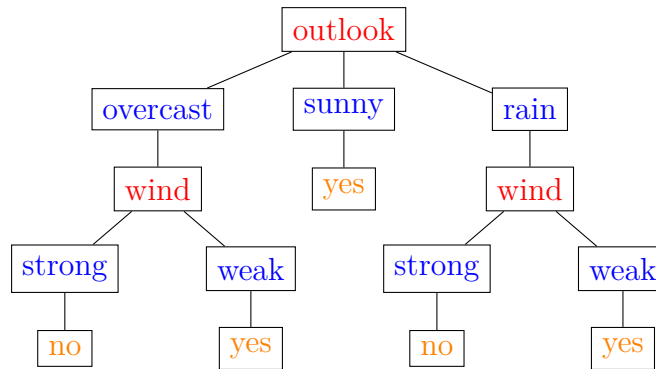 outlook
overcast sunny rain
wind yes wind
strong weak strong weak
no yes no yes